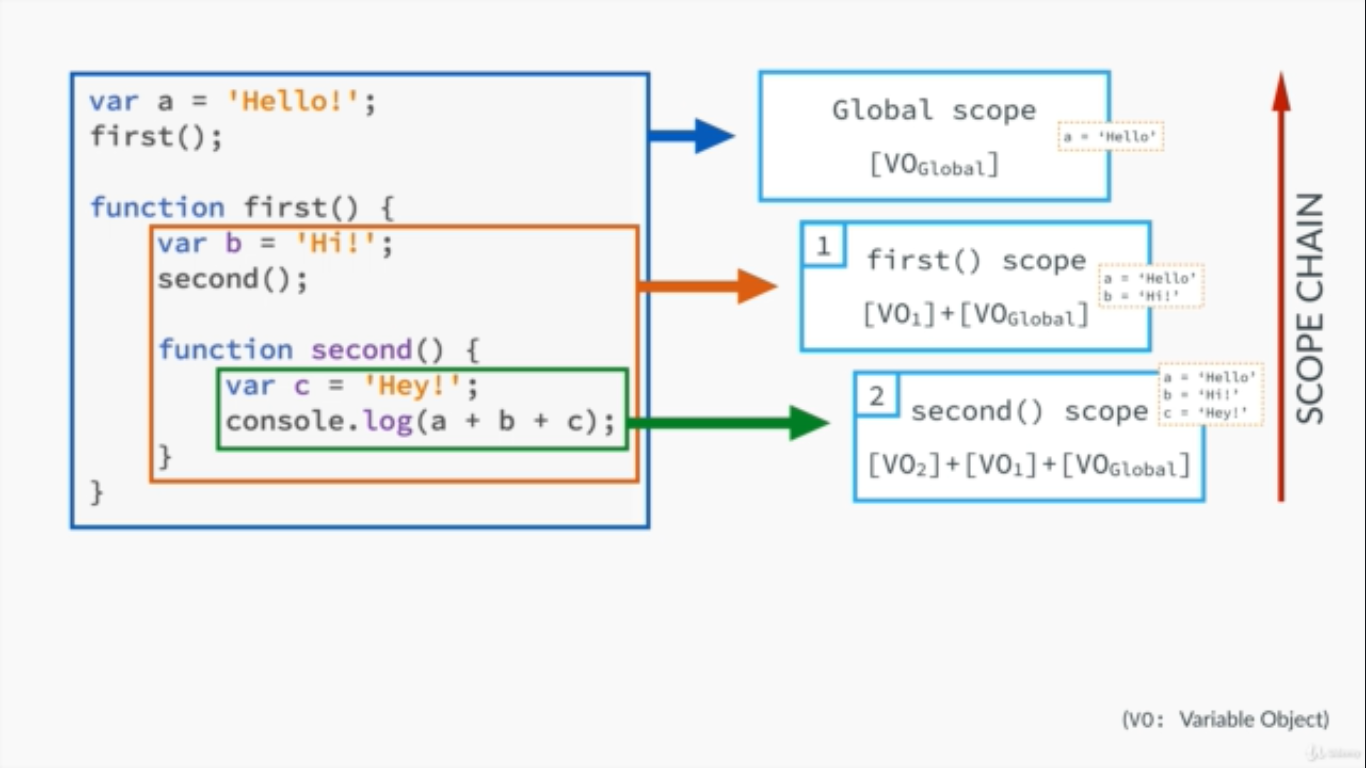 var a = 'Hello!';
first();
function first() {
var b = 'Hi!';
second();
function second() {
var c = 'Hey!';
console.log(a + b + c);
}
}
Global scope
[VOGlobal]
a = ‘Hello’
1
first() scope
[VO1]+[VOGlobal]
a = ‘Hello’
b = ‘Hi!’
2
second() scope
[VO2]+[VO1]+[VOGlobal]
a = ‘Hello’
b = ‘Hi!’
c = ‘Hey!’
SCOPE CHAIN
(VO: Variable Object)
Udemy